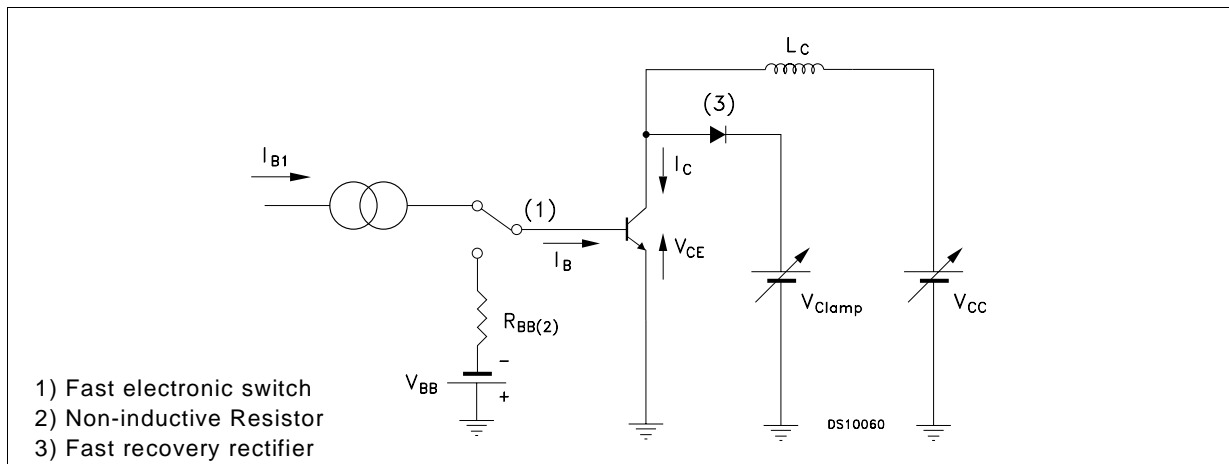 L_C
(3)
I_B1
I_C
(1)
I_B
V_CE
V_Clamp
V_CC
R_BB(2)
-
V_BB
+
DS10060
1) Fast electronic switch
2) Non-inductive Resistor
3) Fast recovery rectifier